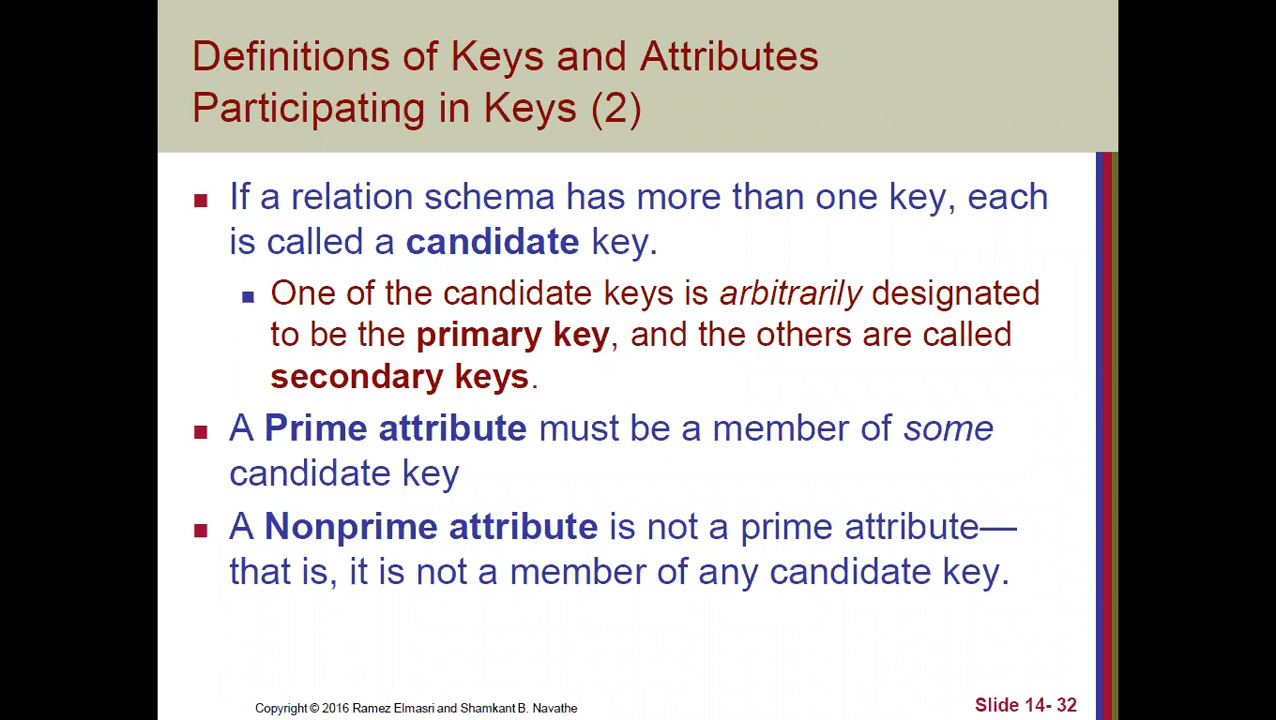 Definitions of Keys and Attributes
Participating in Keys (2)
If a relation schema has more than one key, each
is called a candidate key.
One of the candidate keys is arbitrarily designated
to be the primary key, and the others are called
secondary keys.
A Prime attribute must be a member of some
candidate key
A Nonprime attribute is not a prime attribute—
that is, it is not a member of any candidate key.
Copyright © 2016 Ramez Elmasri and Shamkant B. Navathe
Slide 14- 32